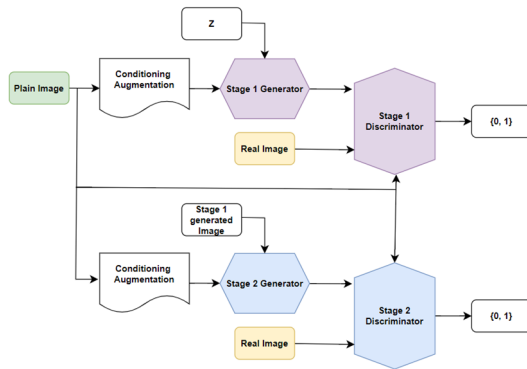 Z
Plain Image
Conditioning
Augmentation
Stage 1 Generator
Stage 1
Discriminator
{0, 1}
Real Image
Stage 1
generated
Image
Conditioning
Augmentation
Stage 2 Generator
Stage 2
Discriminator
{0, 1}
Real Image